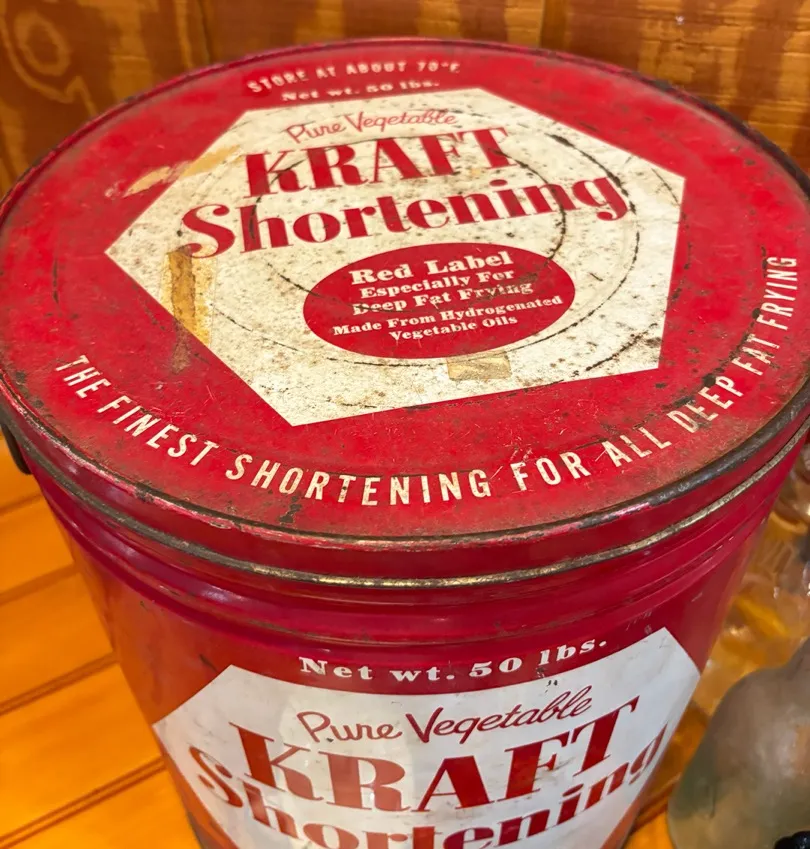 STORE AT ABOUT 70°F.
Net wt. 50 lbs.
Pure Vegetable
KRAFT
Shortening
Red Label
Especially For
Deep Fat Frying
Made From Hydrogenated
Vegetable Oils
THE FINEST SHORTENING FOR ALL DEEP FAT FRYING
Net wt. 50 lbs.
Pure Vegetable
KRAFT
Shortening